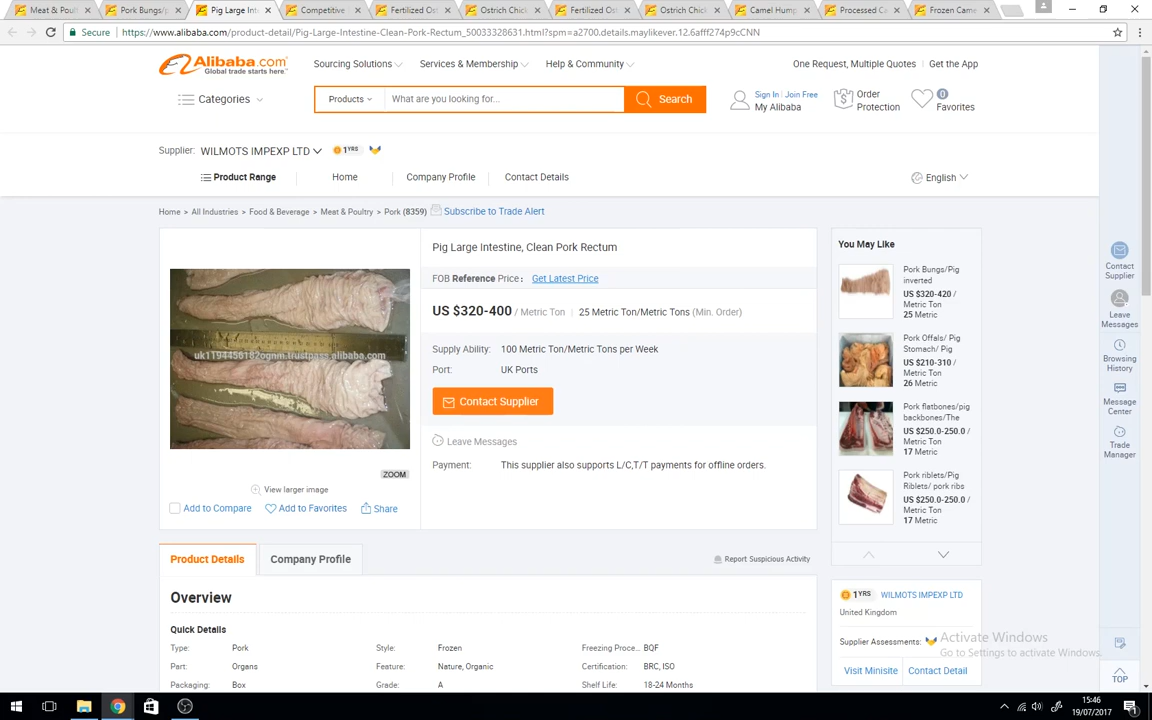 Meat & Poult
Pork Bungs/p
Pig Large Inte
Competitive
Fertilized Ost
Ostrich Chick
Fertilized Ost
Ostrich Chick
Camel Hump
Processed Ca
Frozen Came
Secure
https://www.alibaba.com/product-detail/Pig-Large-Intestine-Clean-Pork-Rectum_50033328631.html?spm=a2700.details.maylikever.12.6afff274p9cCNN
Alibaba.com
Global trade starts here.™
Sourcing Solutions
Services & Membership
Help & Community
One Request, Multiple Quotes
Get the App
Categories
Products
What are you looking for...
Search
Sign In | Join Free
My Alibaba
Order
Protection
0
Favorites
Supplier: WILMOTS IMPEXP LTD
1YRS
Product Range
Home
Company Profile
Contact Details
English
Home > All Industries > Food & Beverage > Meat & Poultry > Pork (8359)
Subscribe to Trade Alert
uk1194456182ognm.trustpass.alibaba.com
ZOOM
View larger image
Add to Compare
Add to Favorites
Share
Pig Large Intestine, Clean Pork Rectum
FOB Reference Price: Get Latest Price
US $320-400 / Metric Ton | 25 Metric Ton/Metric Tons (Min. Order)
Supply Ability: 100 Metric Ton/Metric Tons per Week
Port: UK Ports
Contact Supplier
Leave Messages
Payment: This supplier also supports L/C,T/T payments for offline orders.
You May Like
Pork Bungs/Pig
inverted
US $320-420 /
Metric Ton
25 Metric
Pork Offals/ Pig
Stomach/ Pig
US $210-310 /
Metric Ton
26 Metric
Pork flatbones/pig
backbones/The
US $250.0-250.0 /
Metric Ton
17 Metric
Pork riblets/Pig
Riblets/ pork ribs
US $250.0-250.0 /
Metric Ton
17 Metric
Contact
Supplier
Leave
Messages
Browsing
History
Message
Center
Trade
Manager
TOP
Product Details
Company Profile
Report Suspicious Activity
Overview
Quick Details
Type: Pork
Style: Frozen
Freezing Proce... BQF
Part: Organs
Feature: Nature, Organic
Certification: BRC, ISO
Packaging: Box
Grade: A
Shelf Life: 18-24 Months
1YRS WILMOTS IMPEXP LTD
United Kingdom
Supplier Assessments:
Visit Minisite
Contact Detail
Activate Windows
Go to Settings to activate Windows.
15:46
19/07/2017
1